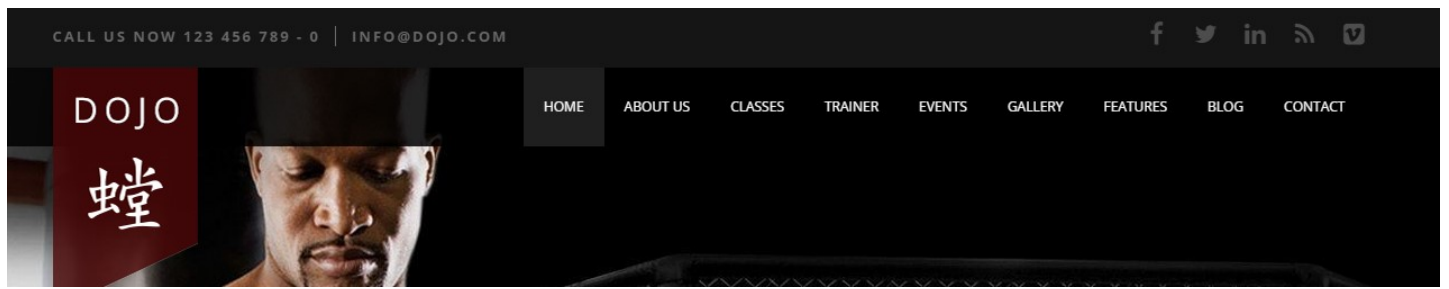 CALL US NOW 123 456 789 - 0 | INFO@DOJO.COM
DOJO
螳
HOME ABOUT US CLASSES TRAINER EVENTS GALLERY FEATURES BLOG CONTACT